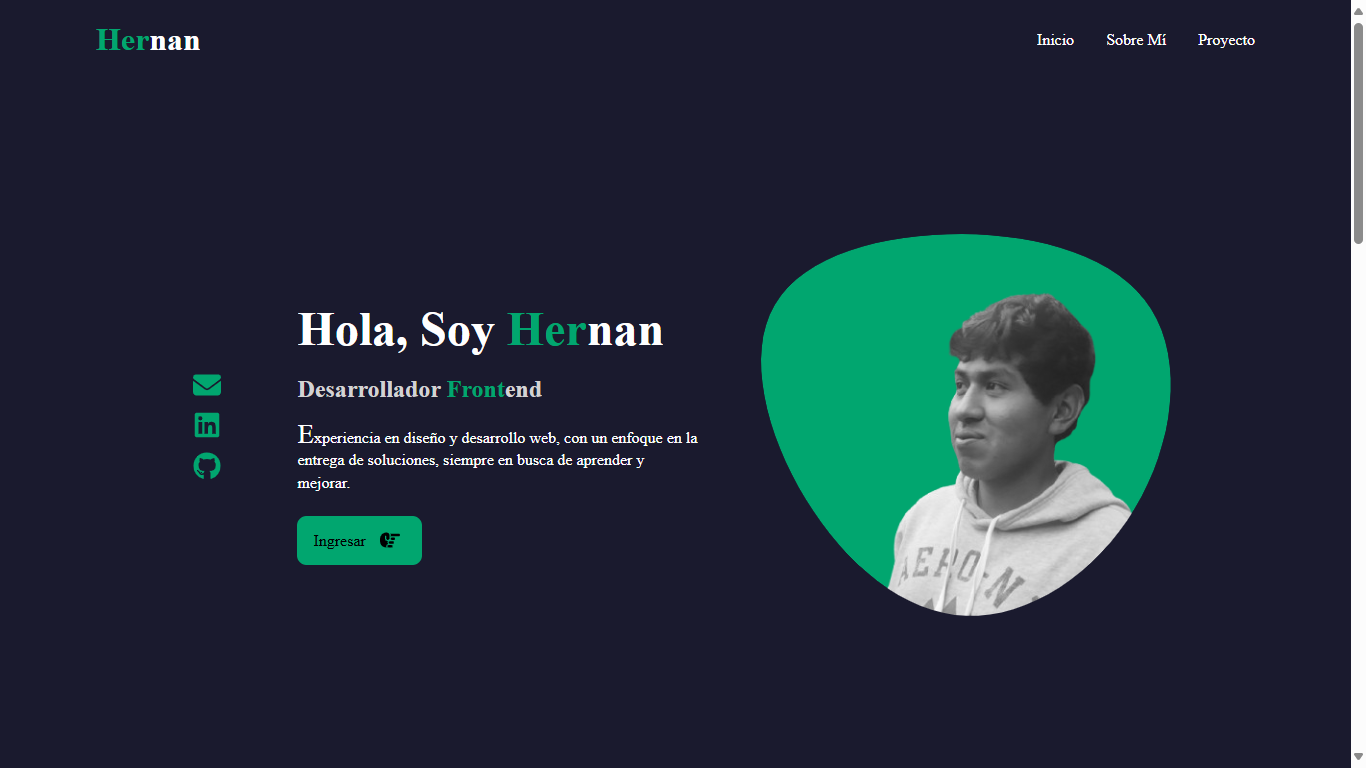 Hernan
Inicio Sobre Mí Proyecto
Hola, Soy Hernan
Desarrollador Frontend
Experiencia en diseño y desarrollo web, con un enfoque en la
entrega de soluciones, siempre en busca de aprender y
mejorar.
in
Ingresar